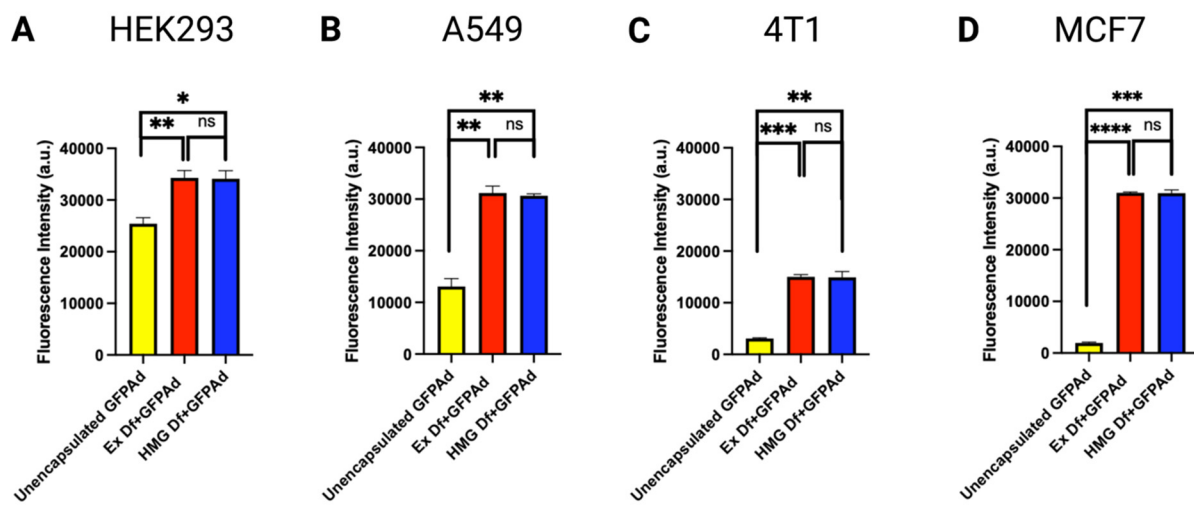 A HEK293
*
** ns
Fluorescence Intensity (a.u.)
40000
30000
20000
10000
0
Unencapsulated GFPAd
Ex Df+GFPAd
HMG Df+GFPAd
B A549
**
** ns
Fluorescence Intensity (a.u.)
40000
30000
20000
10000
0
Unencapsulated GFPAd
Ex Df+GFPAd
HMG Df+GFPAd
C 4T1
**
*** ns
Fluorescence Intensity (a.u.)
40000
30000
20000
10000
0
Unencapsulated GFPAd
Ex Df+GFPAd
HMG Df+GFPAd
D MCF7
***
**** ns
Fluorescence Intensity (a.u.)
40000
30000
20000
10000
0
Unencapsulated GFPAd
Ex Df+GFPAd
HMG Df+GFPAd